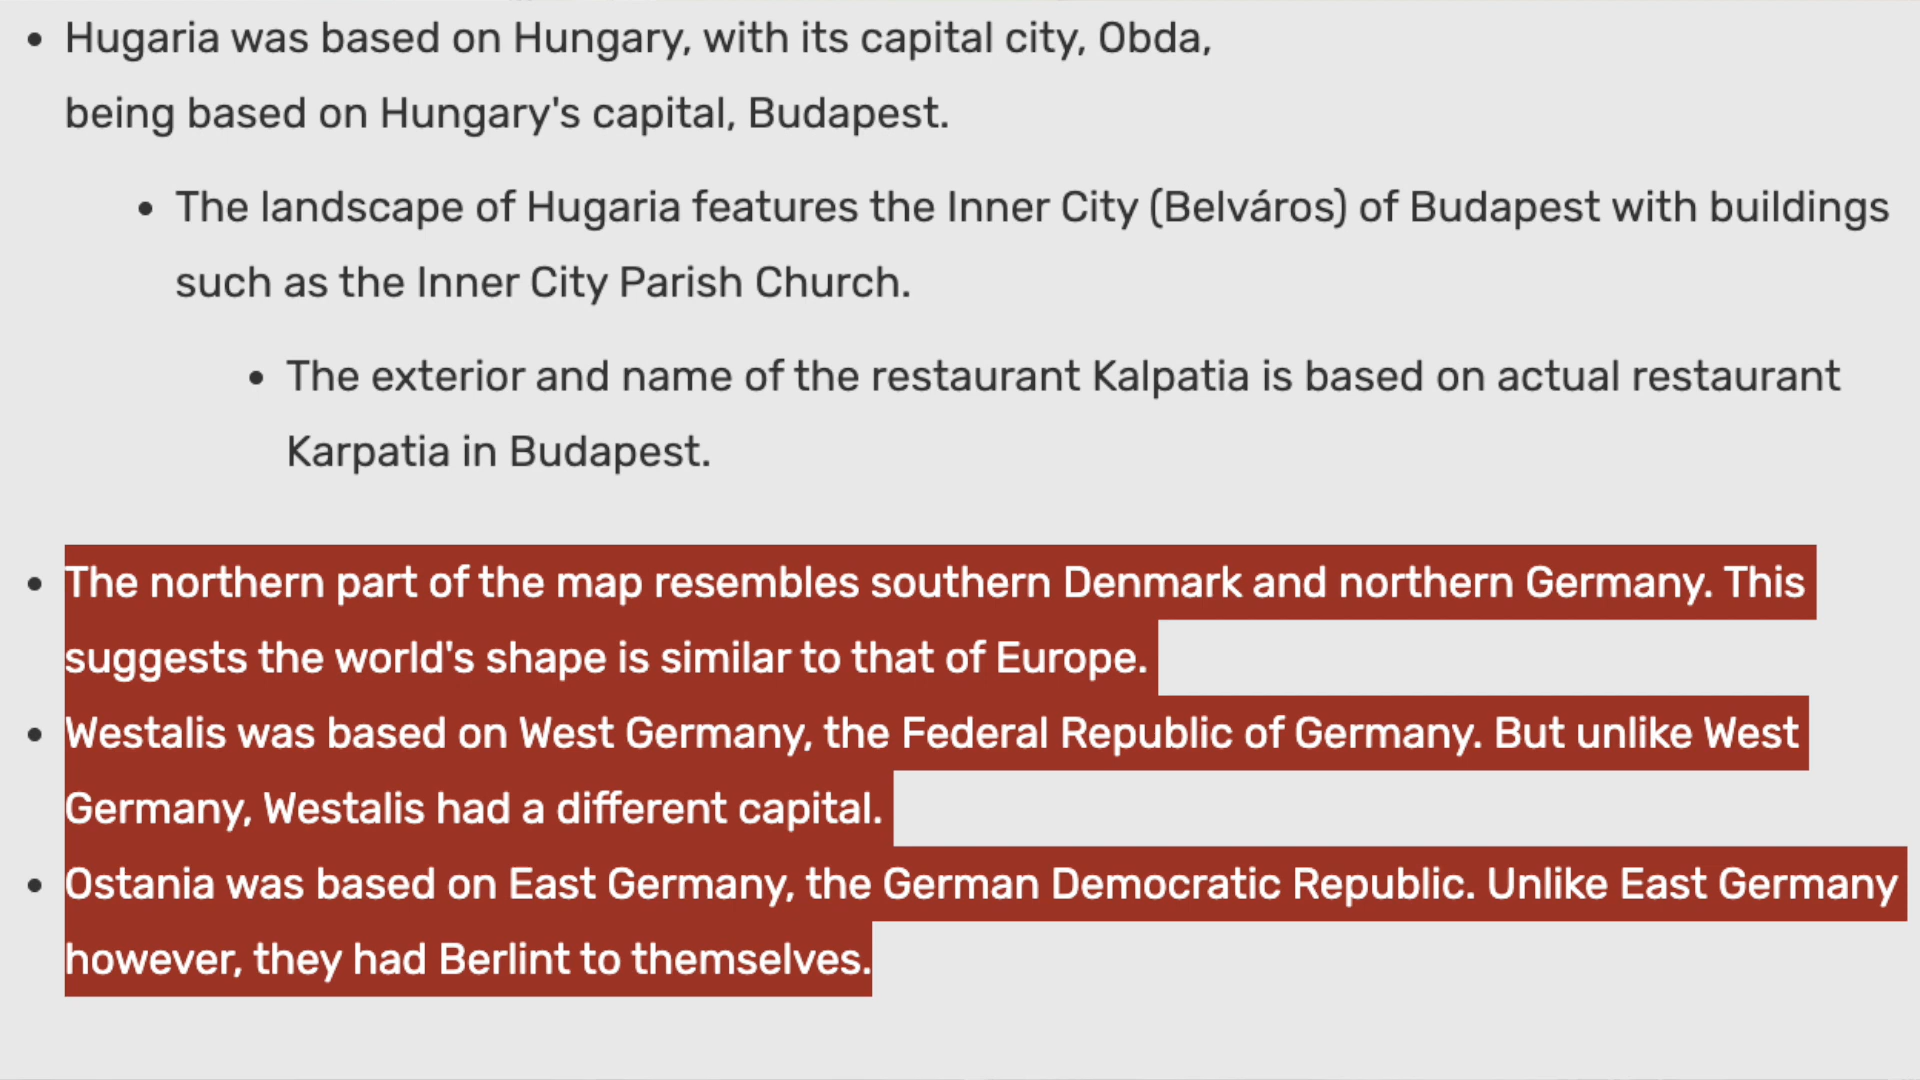 Hugaria was based on Hungary, with its capital city, Obda,
being based on Hungary's capital, Budapest.
The landscape of Hugaria features the Inner City (Belváros) of Budapest with buildings
such as the Inner City Parish Church.
The exterior and name of the restaurant Kalpatia is based on actual restaurant
Karpatia in Budapest.
The northern part of the map resembles southern Denmark and northern Germany. This
suggests the world's shape is similar to that of Europe.
Westalis was based on West Germany, the Federal Republic of Germany. But unlike West
Germany, Westalis had a different capital.
Ostania was based on East Germany, the German Democratic Republic. Unlike East Germany
however, they had Berlint to themselves.